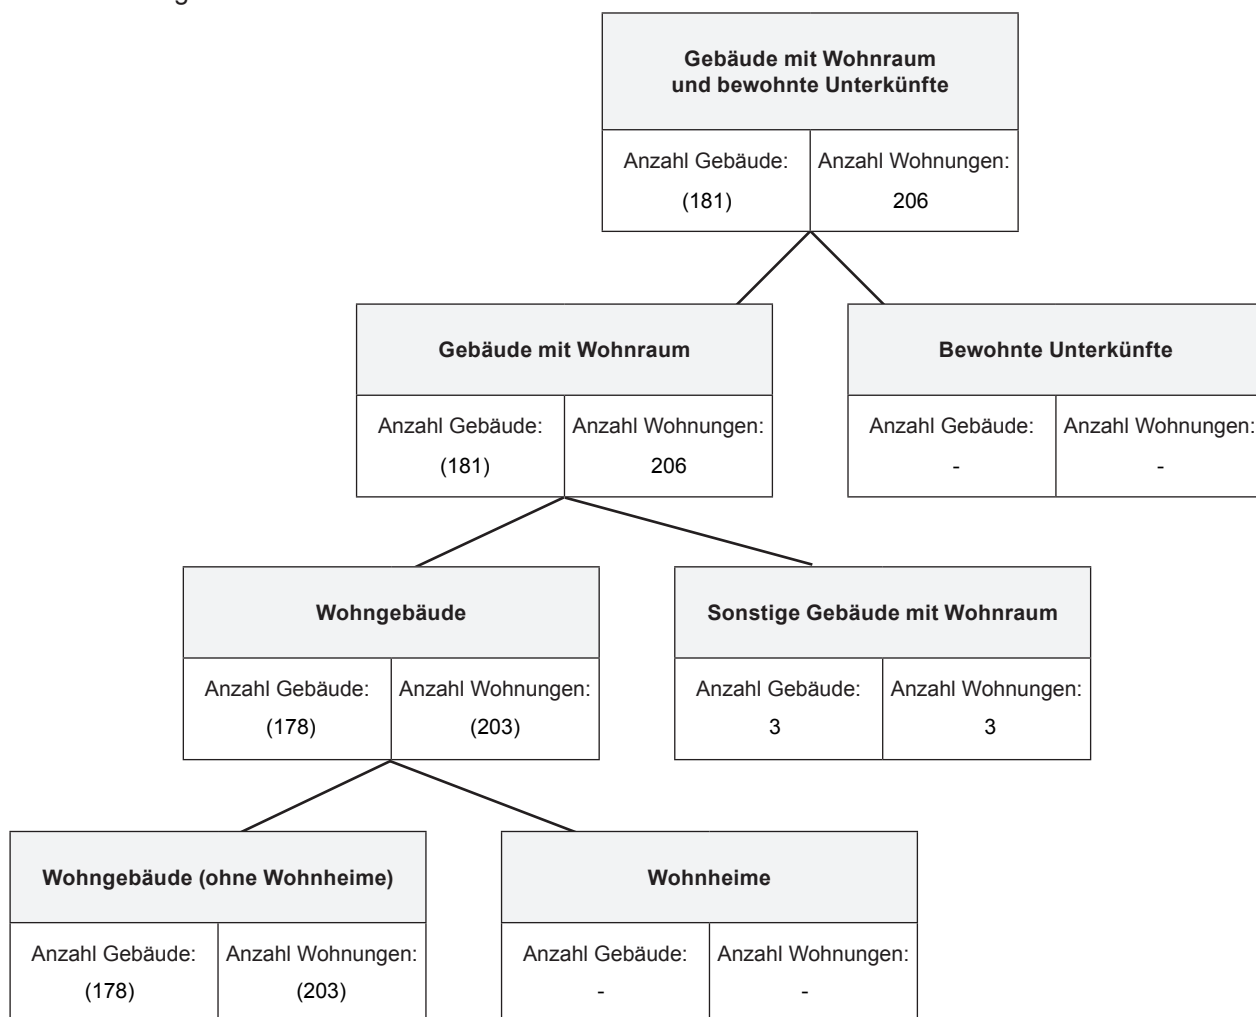 Gebäude mit Wohnraum
und bewohnte Unterkünfte
Anzahl Gebäude: Anzahl Wohnungen:
(181) 206
Gebäude mit Wohnraum
Bewohnte Unterkünfte
Anzahl Gebäude: Anzahl Wohnungen:
(181) 206
Anzahl Gebäude: Anzahl Wohnungen:
- -
Wohngebäude
Sonstige Gebäude mit Wohnraum
Anzahl Gebäude: Anzahl Wohnungen:
(178) (203)
Anzahl Gebäude: Anzahl Wohnungen:
3 3
Wohngebäude (ohne Wohnheime)
Wohnheime
Anzahl Gebäude: Anzahl Wohnungen:
(178) (203)
Anzahl Gebäude: Anzahl Wohnungen:
- -